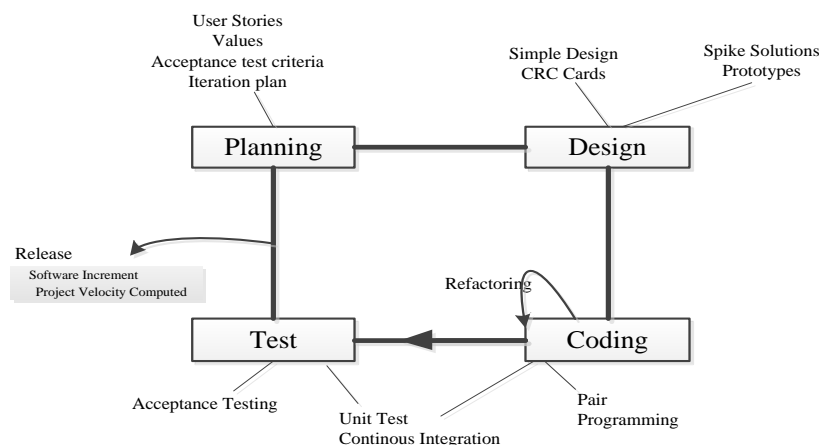 User Stories
Values
Acceptance test criteria
Iteration plan
Simple Design
CRC Cards
Spike Solutions
Prototypes
Planning
Design
Release
Software Increment
Project Velocity Computed
Refactoring
Test
Coding
Acceptance Testing
Unit Test
Continous Integration
Pair
Programming